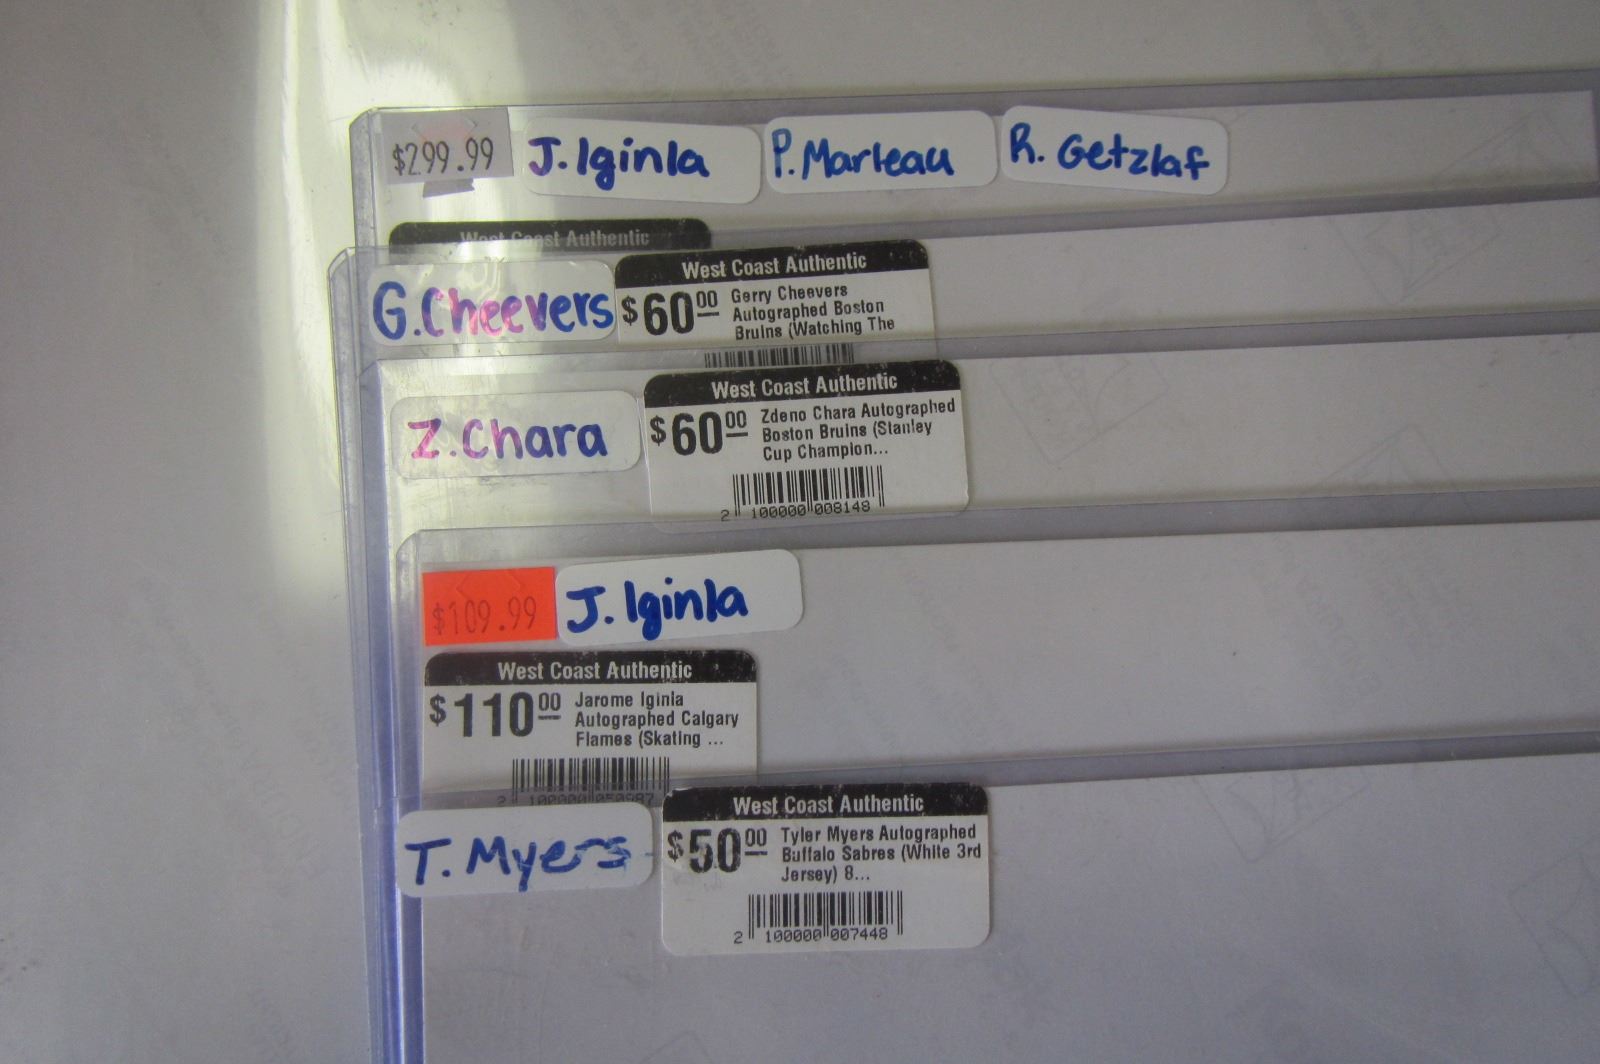 $299.99 J.Iginla P.Marleau R. Getzlaf
West Coast Authentic
G.Cheevers
West Coast Authentic
$60.00 Gerry Cheevers
Autographed Boston
Bruins (Watching The
Z.Chara
West Coast Authentic
$60.00 Zdeno Chara Autographed
Boston Bruins (Stanley
Cup Champion...
2 100000 008148
$109.99 J.Iginla
West Coast Authentic
$110.00 Jarome Iginla
Autographed Calgary
Flames (Skating ...
T.Myers
West Coast Authentic
$50.00 Tyler Myers Autographed
Buffalo Sabres (White 3rd
Jersey) 8...
2 100000 007448